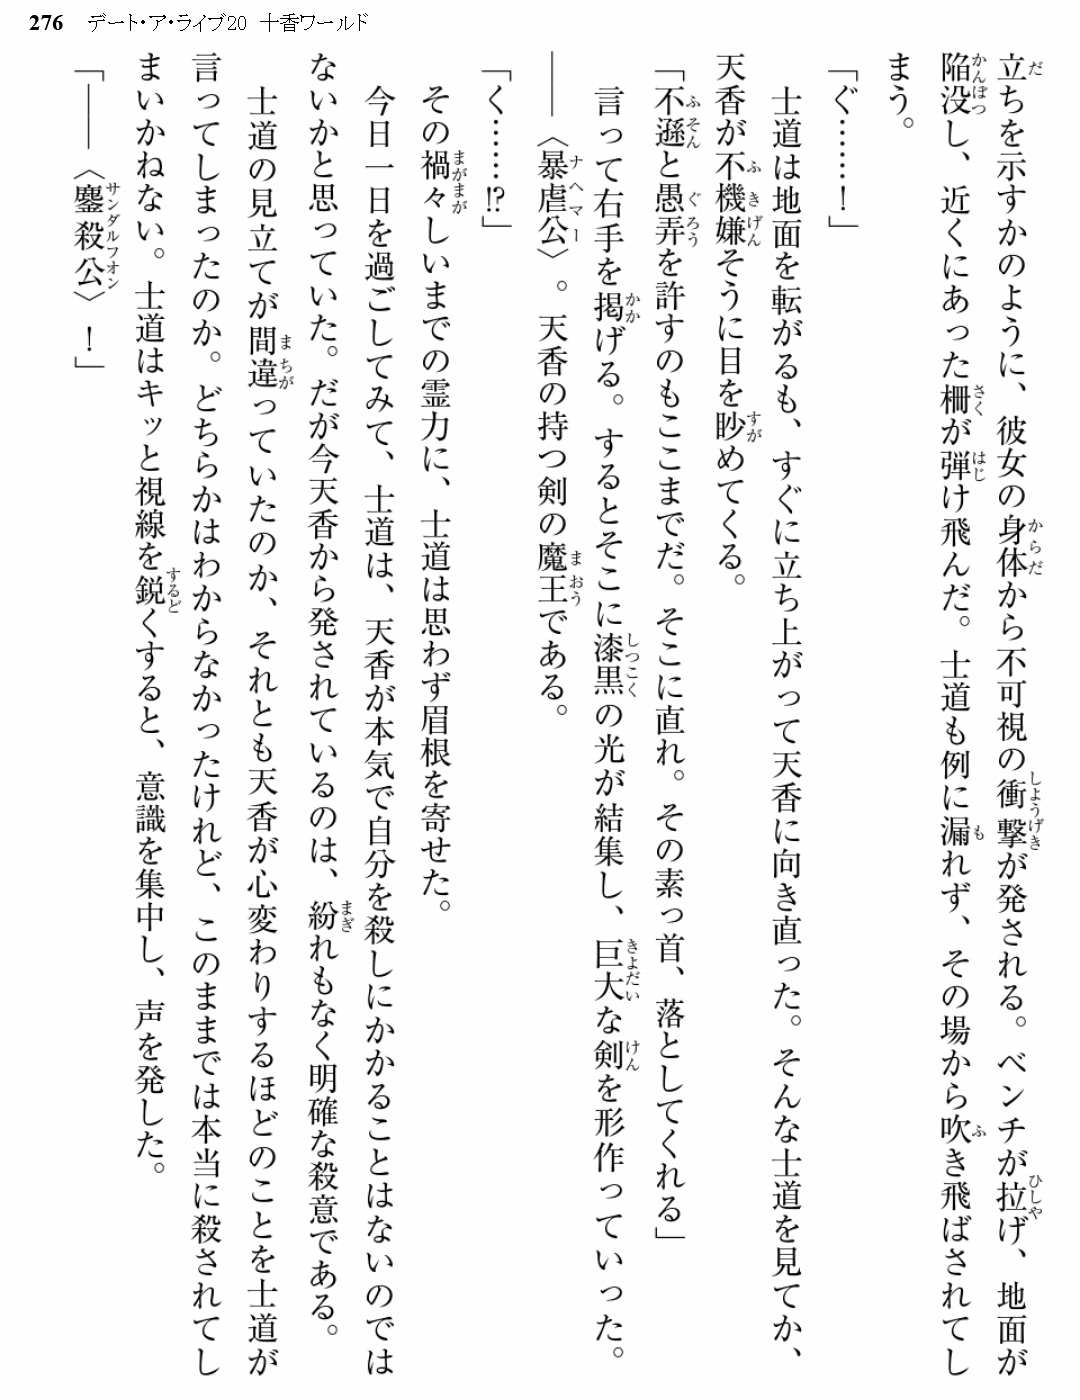 276 デート・ア・ライブ20 十香ワールド
立ちを示すかのように、彼女の身体から不可視の衝撃が発される。ベンチが拉げ、地面が
陥没し、近くにあった柵が弾け飛んだ。士道も例に漏れず、その場から吹き飛ばされてし
まう。
「ぐ……！」
士道は地面を転がるも、すぐに立ち上がって天香に向き直った。そんな士道を見てか、
天香が不機嫌そうに目を眇めてくる。
「不遜と愚弄を許すのもここまでだ。そこに直れ。その素っ首、落としてくれる」
言って右手を掲げる。するとそこに漆黒の光が結集し、巨大な剣を形作っていった。
――〈暴虐公〉。天香の持つ剣の魔王である。
「く……!?」
その禍々しいまでの霊力に、士道は思わず眉根を寄せた。
今日一日を過ごしてみて、士道は、天香が本気で自分を殺しにかかることはないのでは
ないかと思っていた。だが今天香から発されているのは、紛れもなく明確な殺意である。
士道の見立てが間違っていたのか、それとも天香が心変わりするほどのことを士道が
言ってしまったのか。どちらかはわからなかったけれど、このままでは本当に殺されてし
まいかねない。士道はキッと視線を鋭くすると、意識を集中し、声を発した。
「――〈鏖殺公〉！」